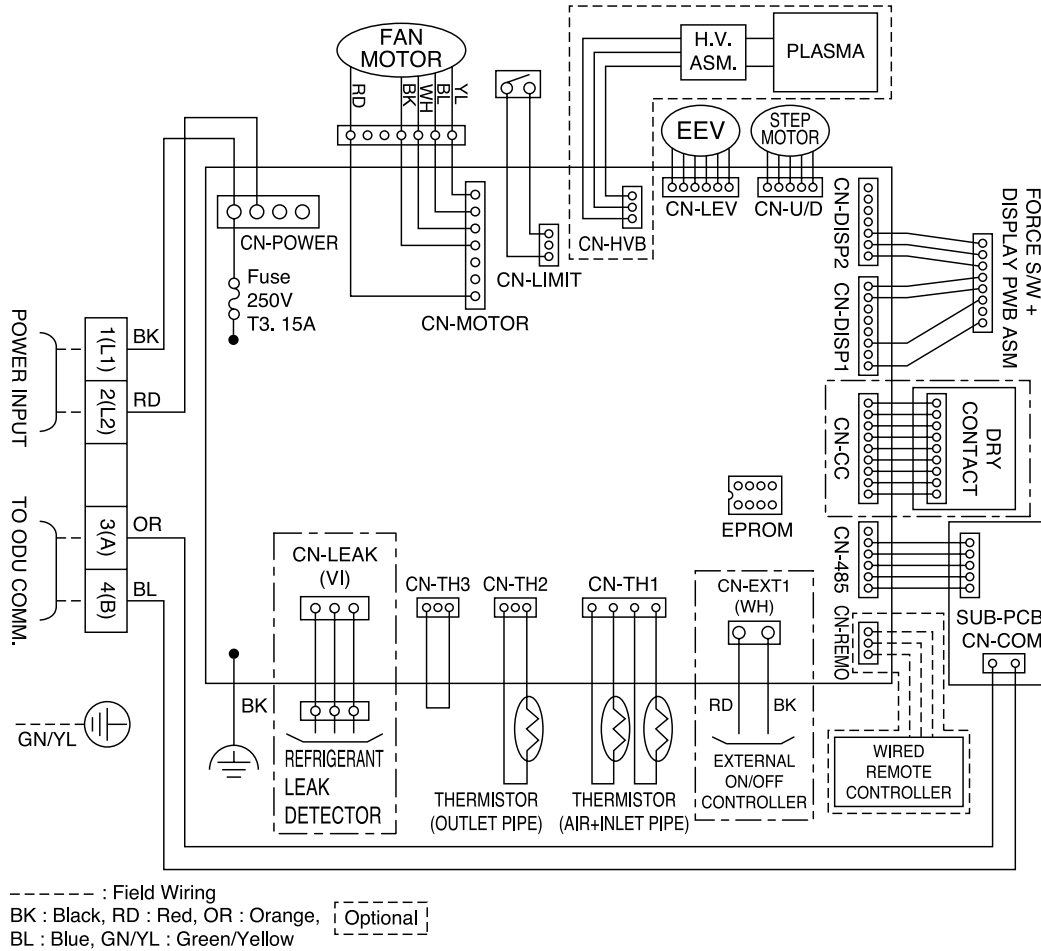 FAN
MOTOR
RD
BK
WH
BL
YL
H.V.
ASM.
PLASMA
EEV
STEP
MOTOR
CN-LEV
CN-U/D
CN-HVB
CN-LIMIT
CN-MOTOR
CN-POWER
Fuse
250V
T3. 15A
CN-DISP2
CN-DISP1
FORCE S/W +
DISPLAY PWB ASM
POWER INPUT
1(L1)
BK
2(L2)
RD
TO ODU COMM.
3(A)
OR
4(B)
BL
GN/YL
CN-CC
DRY
CONTACT
EPROM
CN-485
SUB-PCB
CN-COM
CN-REMO
WIRED
REMOTE
CONTROLLER
CN-LEAK
(VI)
CN-TH3
CN-TH2
CN-TH1
CN-EXT1
(WH)
BK
RD
BK
REFRIGERANT
LEAK
DETECTOR
THERMISTOR
(OUTLET PIPE)
THERMISTOR
(AIR+INLET PIPE)
EXTERNAL
ON/OFF
CONTROLLER
------ : Field Wiring
BK : Black, RD : Red, OR : Orange,
BL : Blue, GN/YL : Green/Yellow
Optional